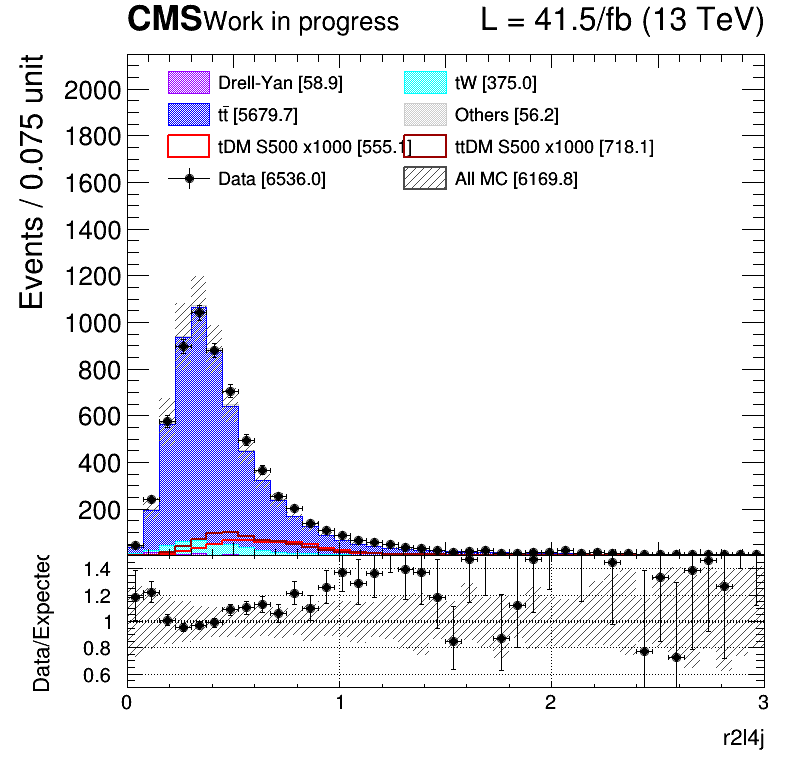 CMS Work in progress L = 41.5/fb (13 TeV)
Events / 0.075 unit
2000
1800
1600
1400
1200
1000
800
600
400
200
Drell-Yan [58.9] tW [375.0]
tt̄ [5679.7] Others [56.2]
tDM S500 x1000 [555.1] ttDM S500 x1000 [718.1]
Data [6536.0] All MC [6169.8]
Data/Expected
1.4
1.2
1
0.8
0.6
0 1 2 3
r2l4j